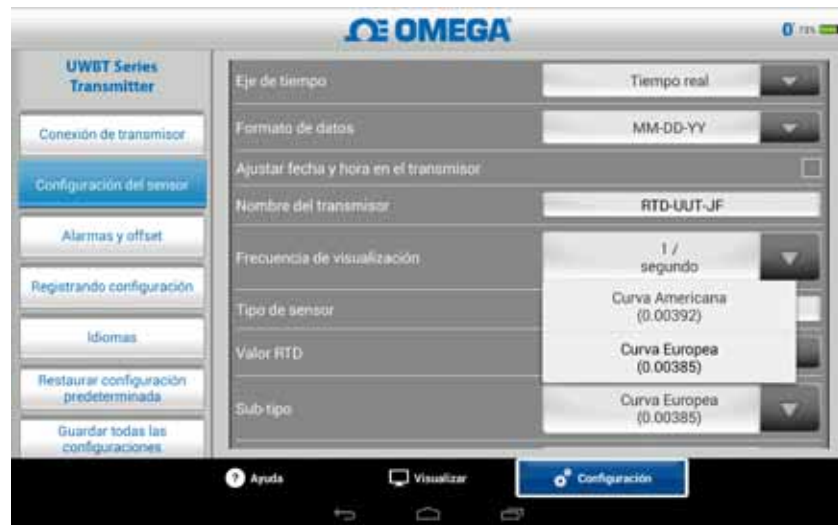 OMEGA
UWBT Series
Transmitter
Conexión de transmisor
Configuración del sensor
Alarmas y offset
Registrando configuración
Idiomas
Restaurar configuración
predeterminada
Guardar todas las
configuraciones
Eje de tiempo
Tiempo real
Formato de datos
MM-DD-YY
Ajustar fecha y hora en el transmisor
Nombre del transmisor
RTD-UUT-JF
Frecuencia de visualización
1 /
segundo
Tipo de sensor
Curva Americana
(0.00392)
Valor RTD
Curva Europea
(0.00385)
Sub tipo
Curva Europea
(0.00385)
Ayuda
Visualizar
Configuración